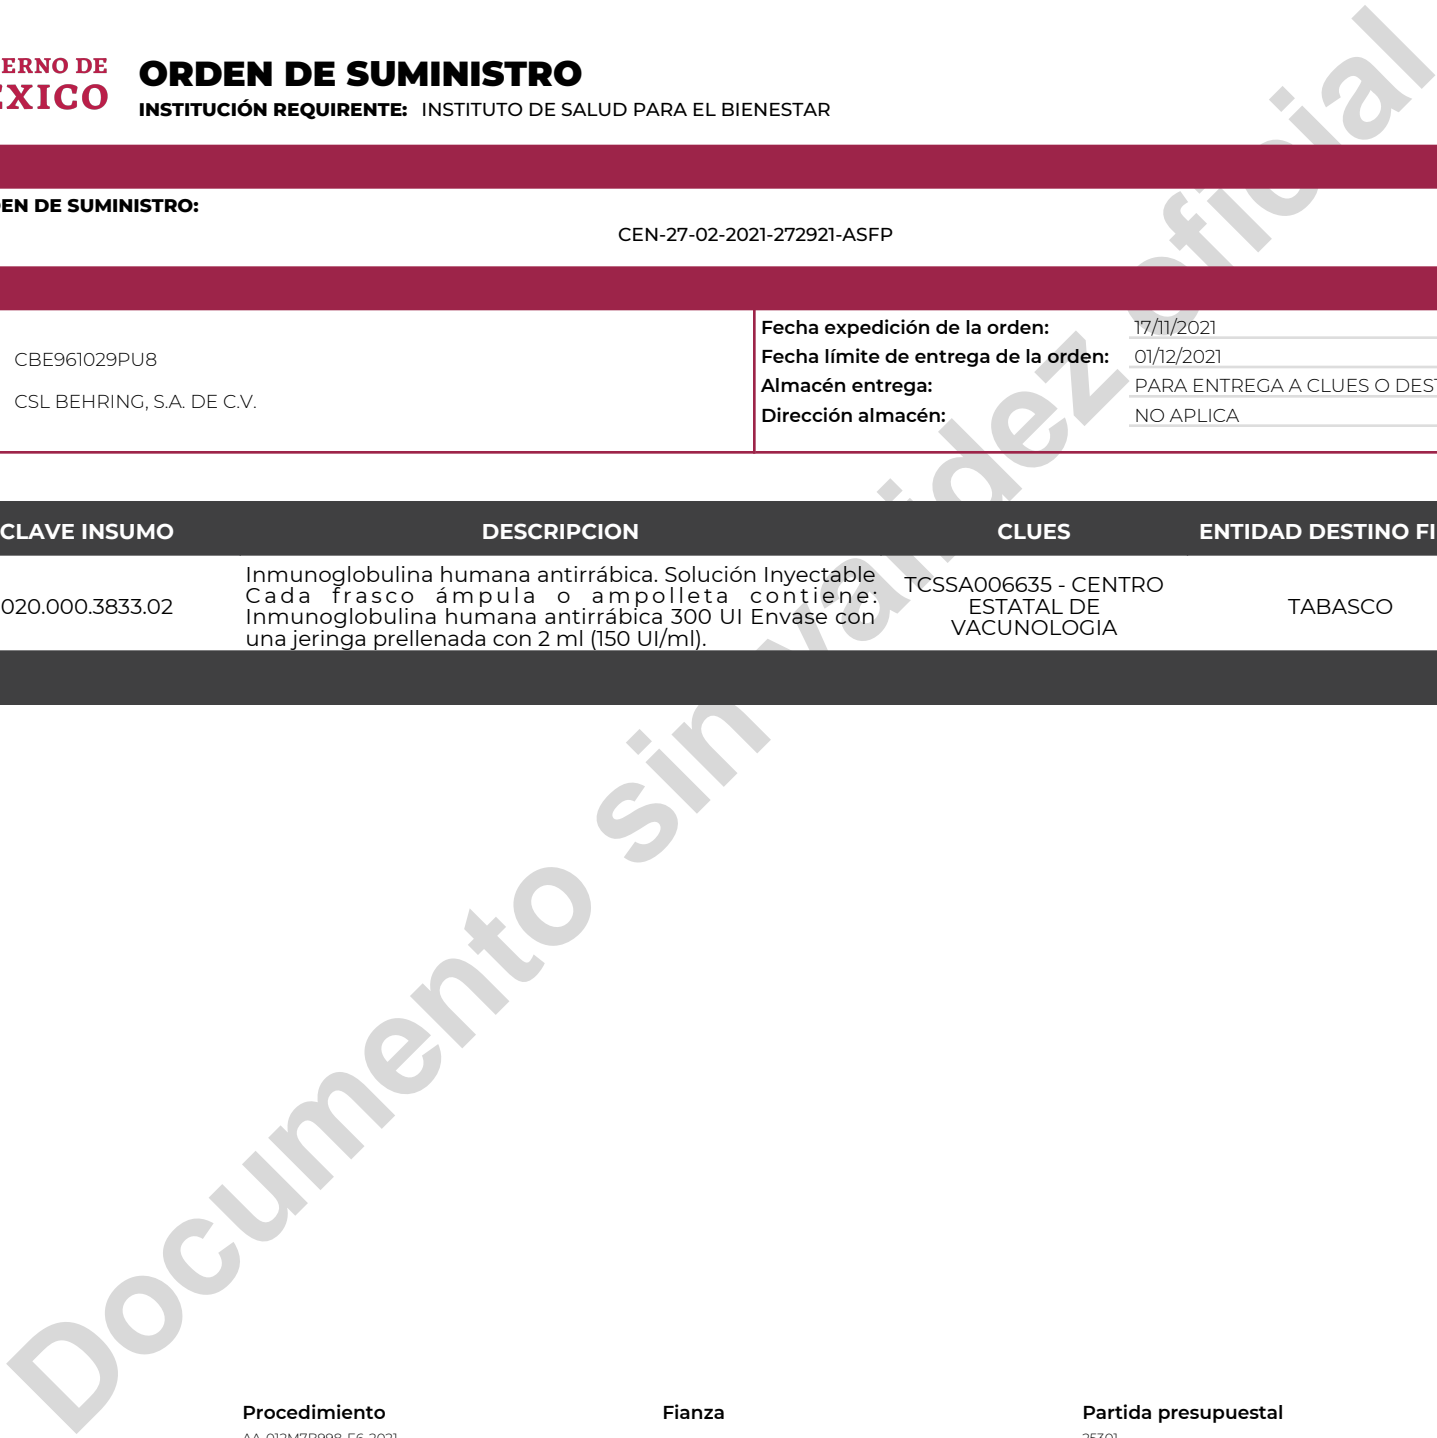 ERNO DE
EXICO
ORDEN DE SUMINISTRO
INSTITUCIÓN REQUIRENTE: INSTITUTO DE SALUD PARA EL BIENESTAR
EN DE SUMINISTRO:
CEN-27-02-2021-272921-ASFP
CBE961029PU8
CSL BEHRING, S.A. DE C.V.
Fecha expedición de la orden: 17/11/2021
Fecha límite de entrega de la orden: 01/12/2021
Almacén entrega: PARA ENTREGA A CLUES O DEST
Dirección almacén: NO APLICA
CLAVE INSUMO DESCRIPCION CLUES ENTIDAD DESTINO FI
020.000.3833.02
Inmunoglobulina humana antirrábica. Solución Inyectable
Cada frasco ámpula o ampolleta contiene:
Inmunoglobulina humana antirrábica 300 UI Envase con
una jeringa prellenada con 2 ml (150 UI/ml).
TCSSA006635 - CENTRO
ESTATAL DE
VACUNOLOGIA
TABASCO
Documento sin validez oficial
Procedimiento Fianza Partida presupuestal